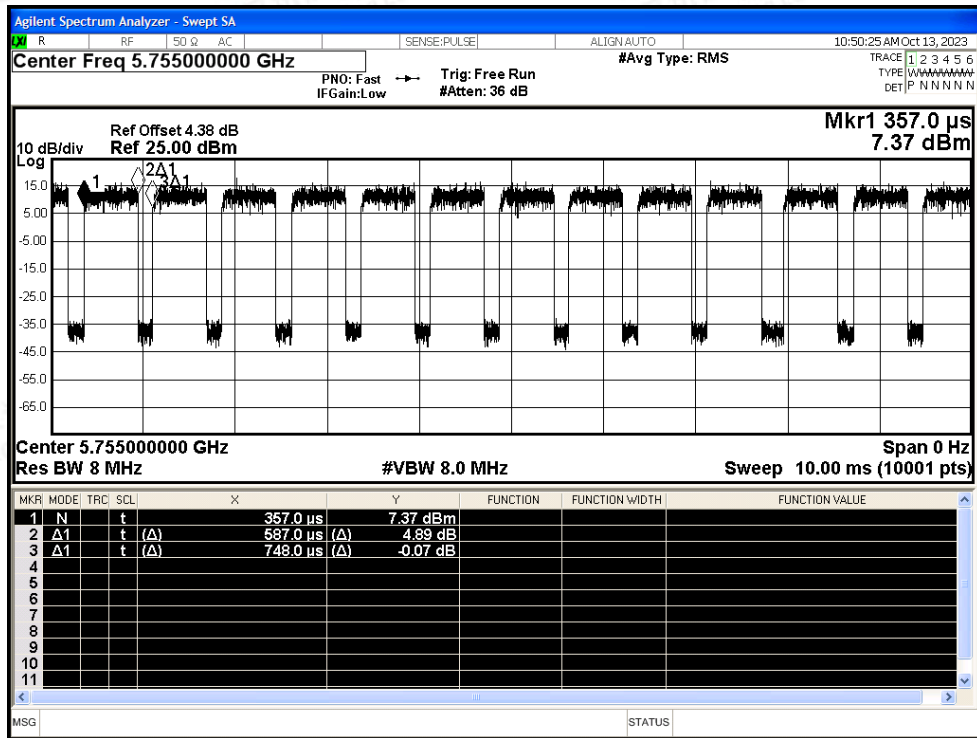 Agilent Spectrum Analyzer - Swept SA
LXI R RF 50 Ω AC SENSE:PULSE ALIGN AUTO 10:50:25 AM Oct 13, 2023
Center Freq 5.755000000 GHz #Avg Type: RMS TRACE 1 2 3 4 5 6
PNO: Fast Trig: Free Run TYPE
IFGain:Low #Atten: 36 dB DET P N N N N N
Mkr1 357.0 µs
Ref Offset 4.38 dB
10 dB/div Ref 25.00 dBm 7.37 dBm
Log
1 2Δ1
3Δ1
15.0
5.00
-5.00
-15.0
-25.0
-35.0
-45.0
-55.0
-65.0
Center 5.755000000 GHz Span 0 Hz
Res BW 8 MHz #VBW 8.0 MHz Sweep 10.00 ms (10001 pts)
MKR MODE TRC SCL X Y FUNCTION FUNCTION WIDTH FUNCTION VALUE
1 N t 357.0 µs 7.37 dBm
2 Δ1 t (Δ) 587.0 µs (Δ) 4.89 dB
3 Δ1 t (Δ) 748.0 µs (Δ) -0.07 dB
4
5
6
7
8
9
10
11
MSG STATUS